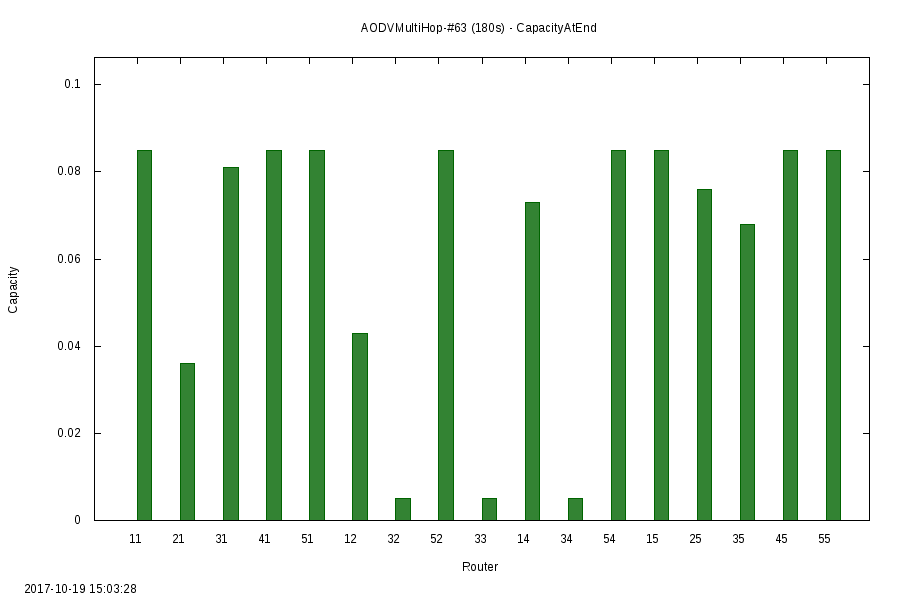 AODVMultiHop-#63 (180s) - CapacityAtEnd
0.1
0.08
0.06
0.04
0.02
0
Capacity
11 21 31 41 51 12 32 52 33 14 34 54 15 25 35 45 55
Router
2017-10-19 15:03:28